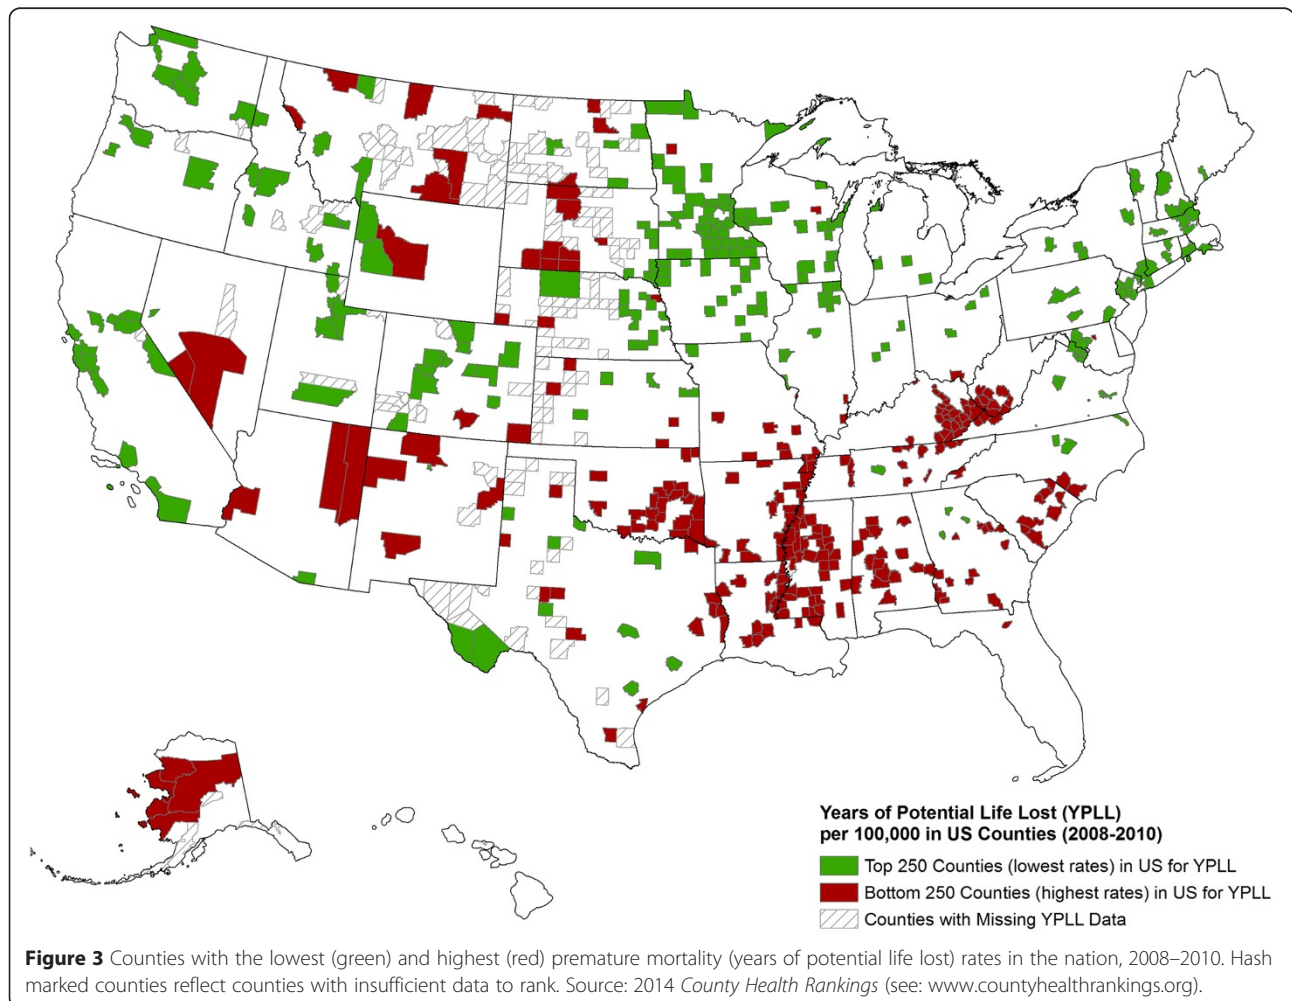 Years of Potential Life Lost (YPLL)
per 100,000 in US Counties (2008-2010)
Top 250 Counties (lowest rates) in US for YPLL
Bottom 250 Counties (highest rates) in US for YPLL
Counties with Missing YPLL Data
Figure 3 Counties with the lowest (green) and highest (red) premature mortality (years of potential life lost) rates in the nation, 2008–2010. Hash
marked counties reflect counties with insufficient data to rank. Source: 2014 County Health Rankings (see: www.countyhealthrankings.org).